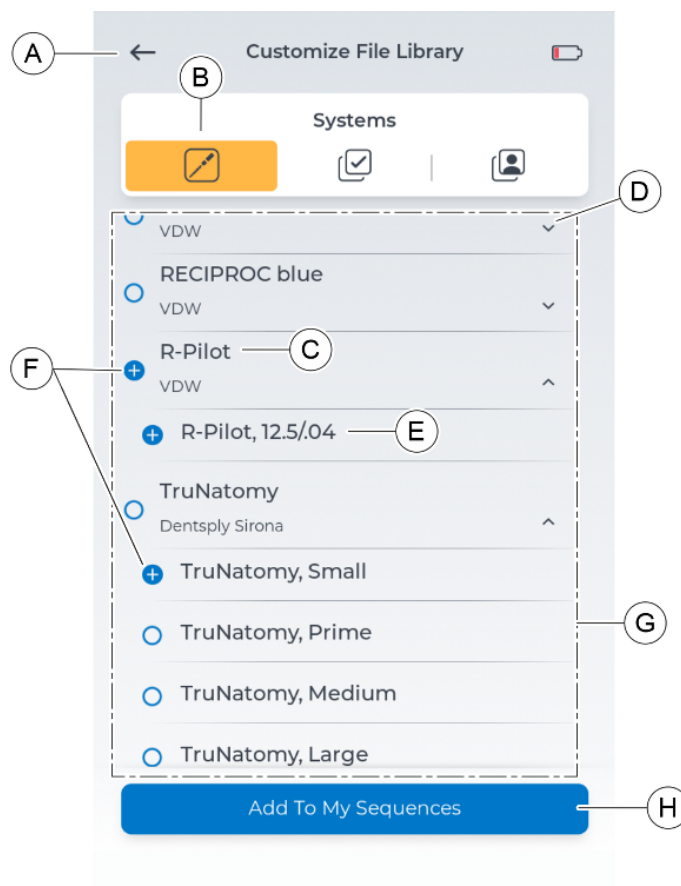 A
Customize File Library
B
Systems
D
VDW
RECIPROC blue
VDW
R-Pilot
C
F
VDW
R-Pilot, 12.5/.04
E
TruNatomy
Dentsply Sirona
TruNatomy, Small
G
TruNatomy, Prime
TruNatomy, Medium
TruNatomy, Large
Add To My Sequences
H